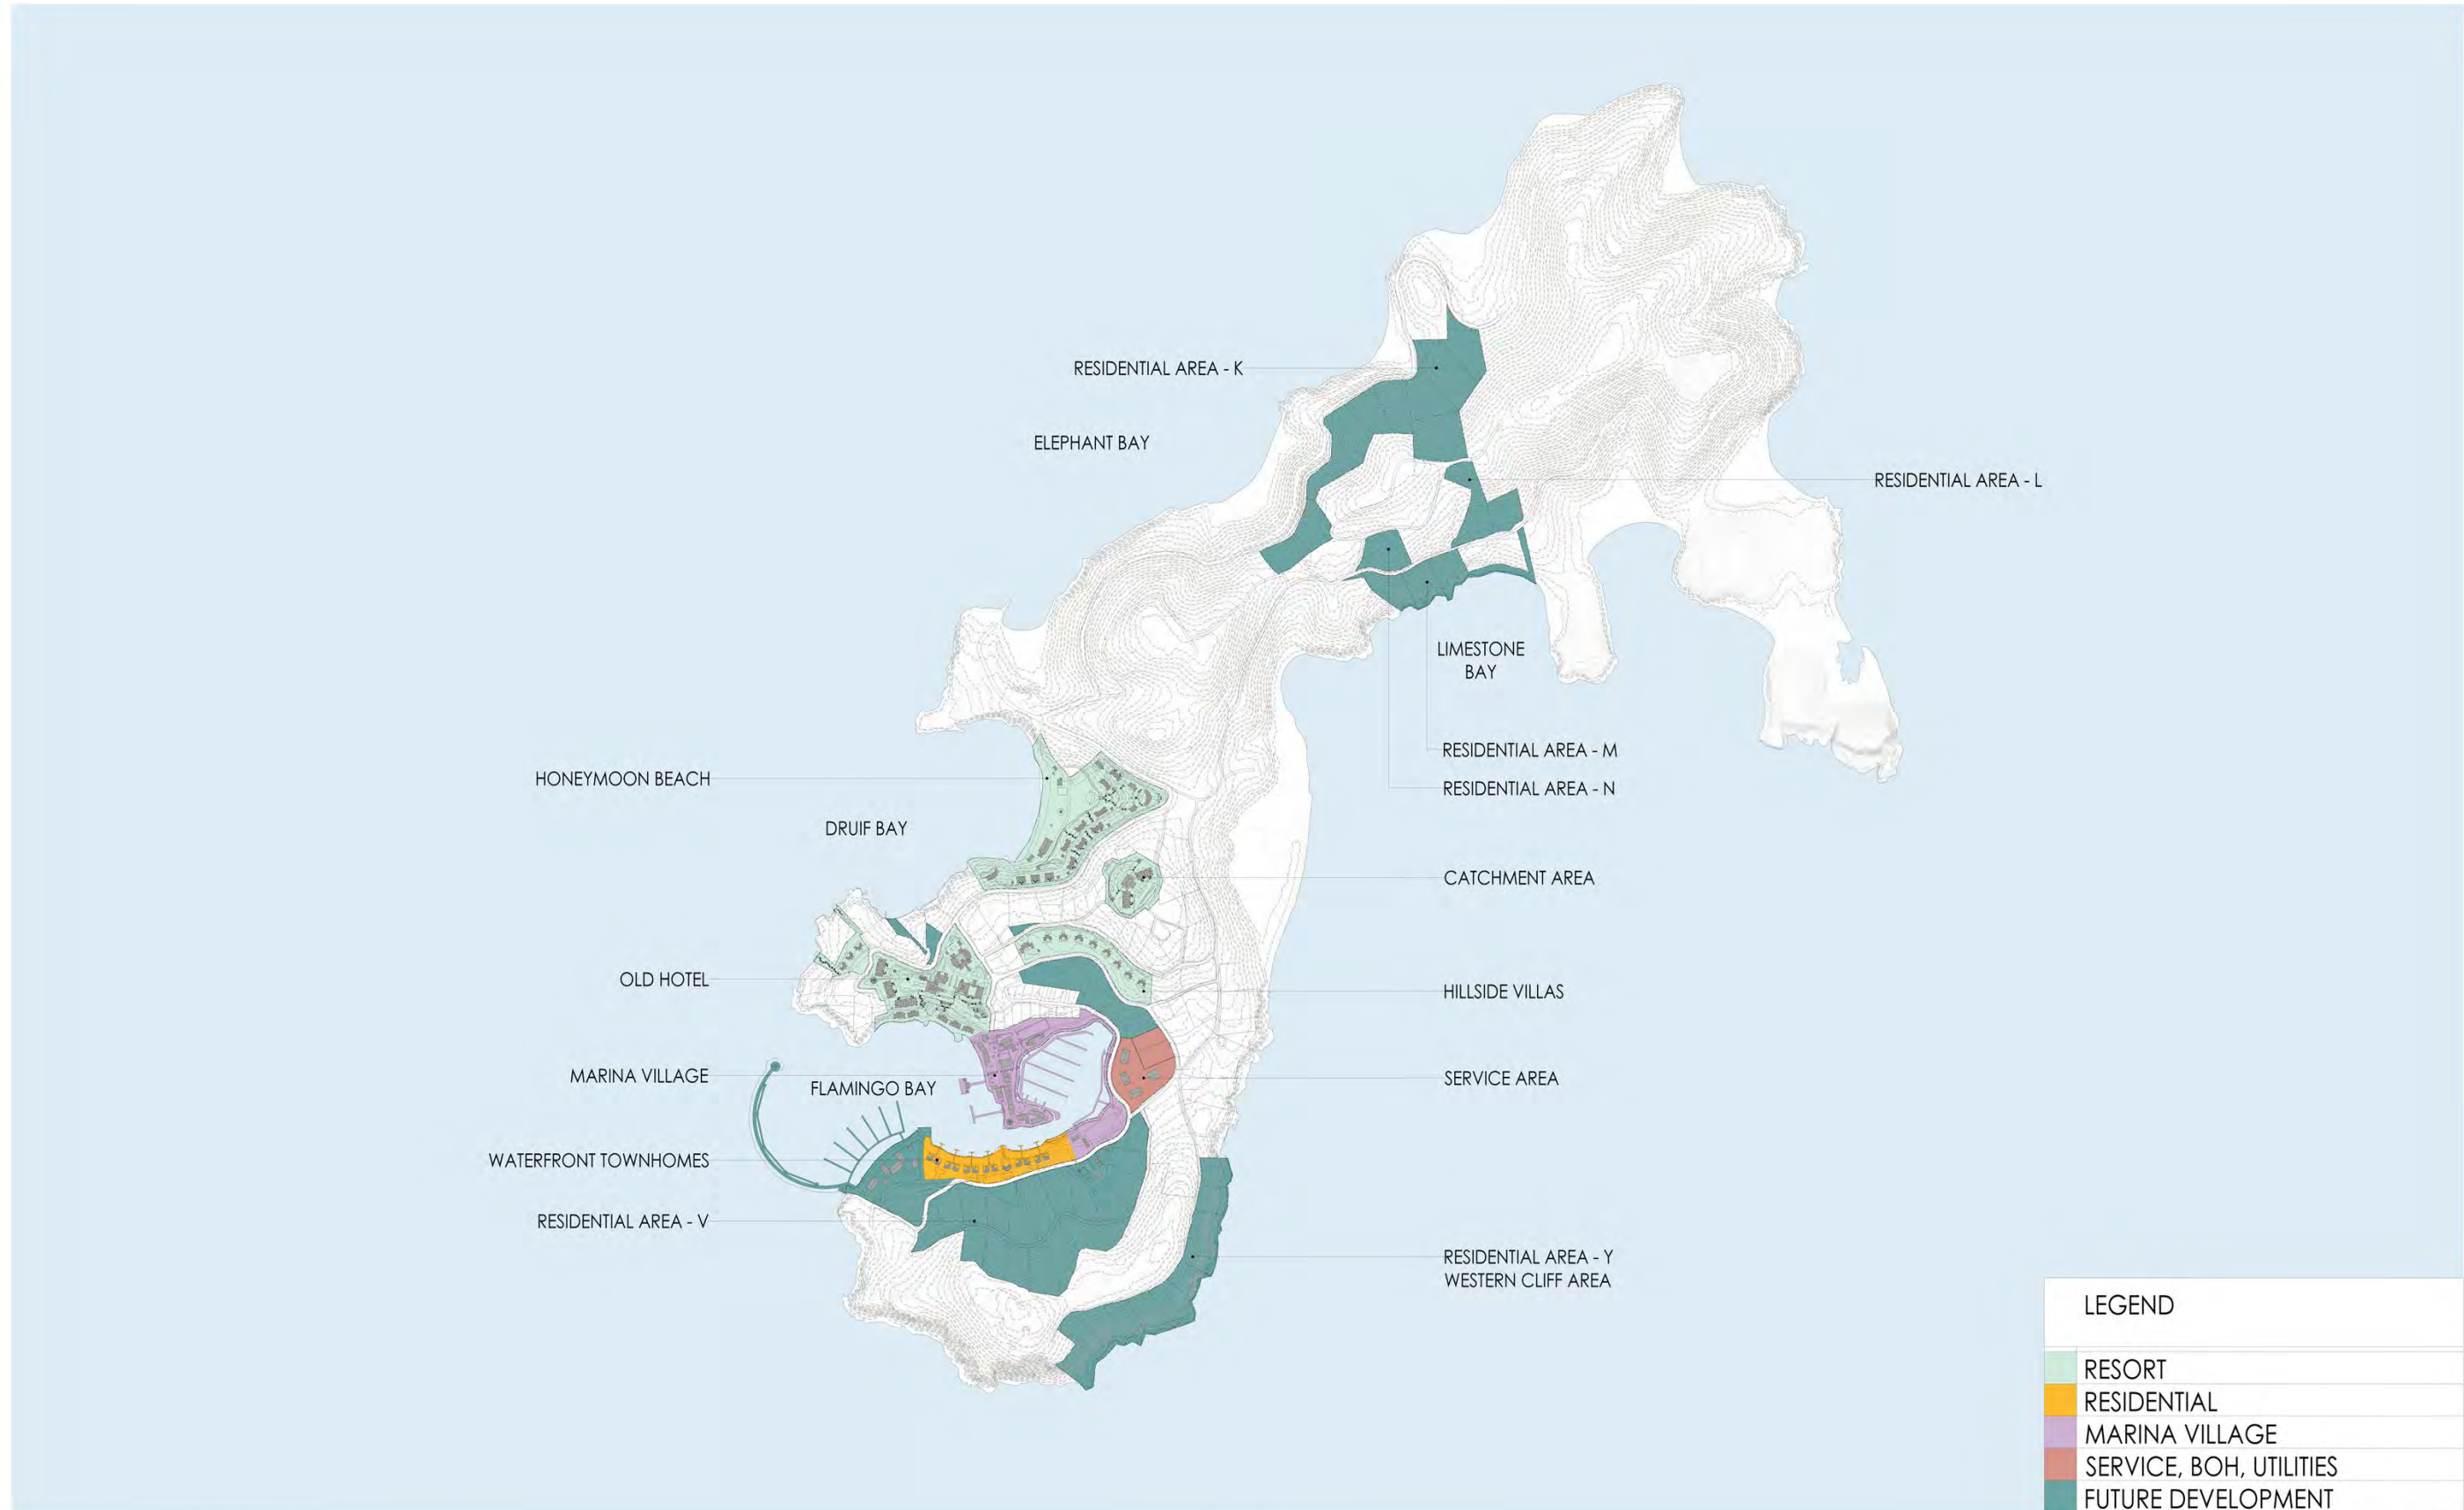 RESIDENTIAL AREA - K
ELEPHANT BAY
RESIDENTIAL AREA - L
LIMESTONE
BAY
RESIDENTIAL AREA - M
RESIDENTIAL AREA - N
HONEYMOON BEACH
DRUIF BAY
CATCHMENT AREA
OLD HOTEL
HILLSIDE VILLAS
MARINA VILLAGE
FLAMINGO BAY
SERVICE AREA
WATERFRONT TOWNHOMES
RESIDENTIAL AREA - V
RESIDENTIAL AREA - Y
WESTERN CLIFF AREA
LEGEND
RESORT
RESIDENTIAL
MARINA VILLAGE
SERVICE, BOH, UTILITIES
FUTURE DEVELOPMENT